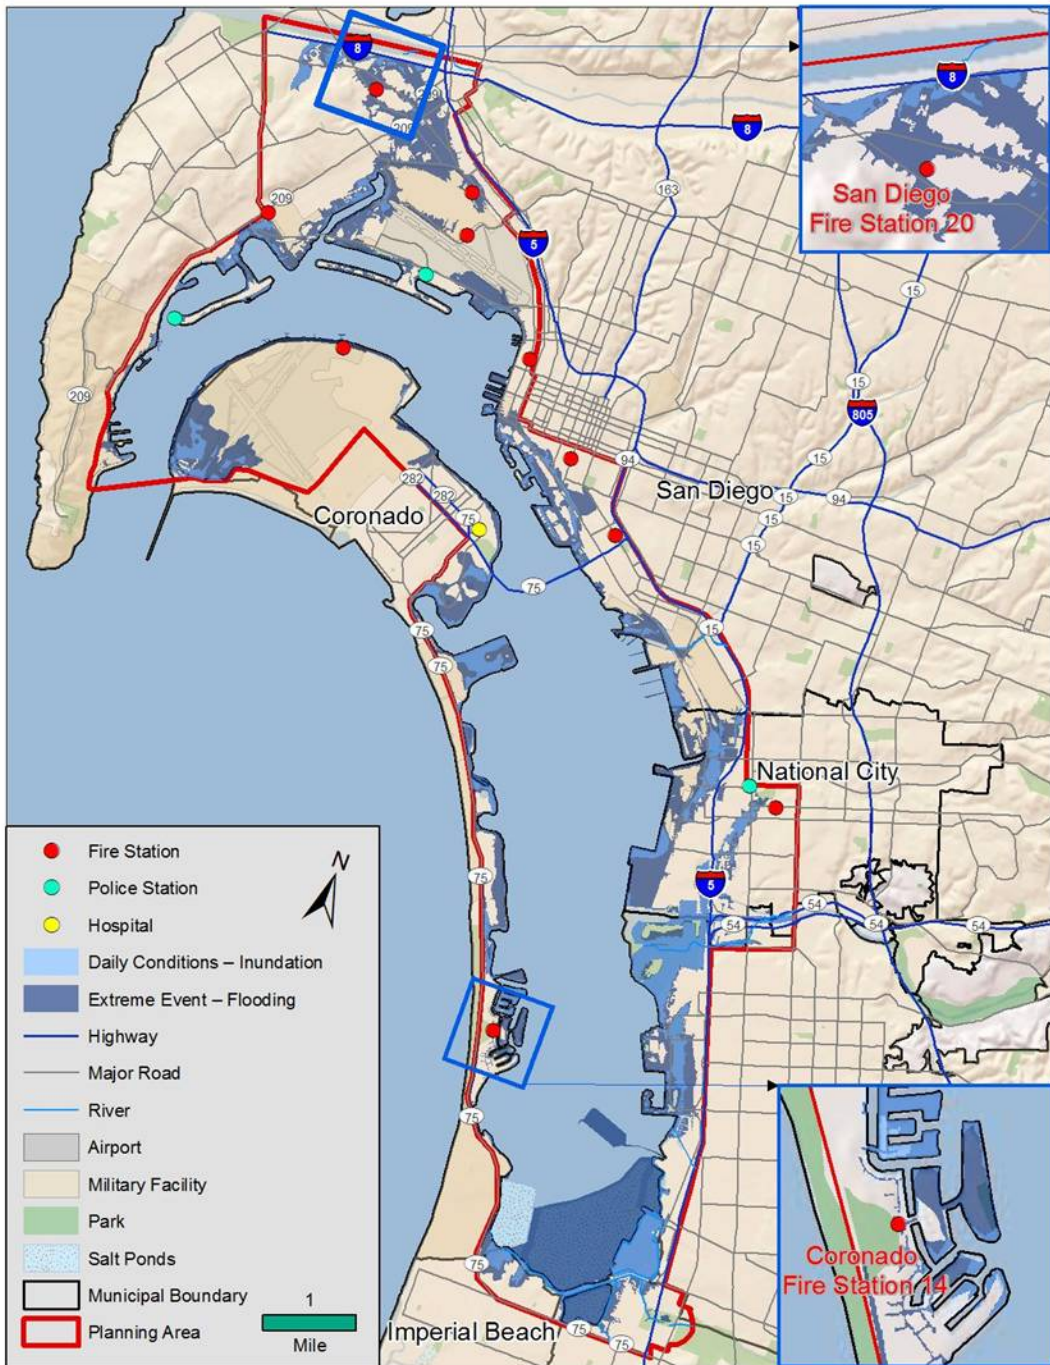 8
209
209
8
8
San Diego
Fire Station 20
163
209
5
15
209
15
805
94
15
282
San Diego
15
94
282
15
Coronado
75
15
75
75
15
75
National City
Fire Station
Police Station
Hospital
N
75
5
54
54
54
54
Daily Conditions – Inundation
Extreme Event – Flooding
Highway
Major Road
River
Airport
Military Facility
Park
Salt Ponds
Municipal Boundary
Planning Area
1
Mile
75
Coronado
Fire Station 14
75
Imperial Beach
75
75